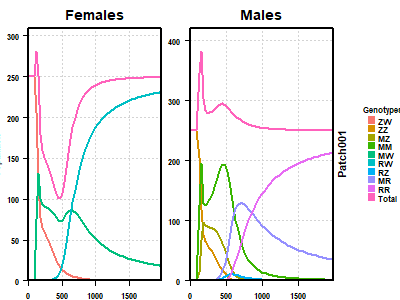 Females
Males
300
250
200
150
100
50
0
400
300
200
100
0
0
500
1000
1500
0
500
1000
1500
Patch001
Genotypes
ZW
ZZ
MZ
MM
MW
RW
RZ
MR
RR
Total